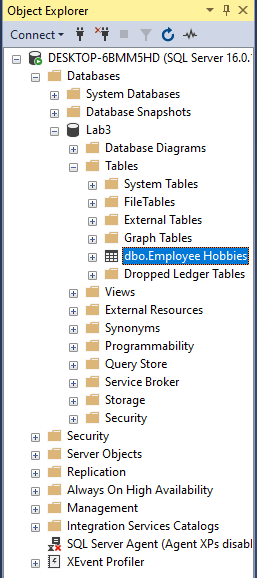 Object Explorer
Connect
DESKTOP-6BMM5HD (SQL Server 16.0.
Databases
System Databases
Database Snapshots
Lab3
Database Diagrams
Tables
System Tables
FileTables
External Tables
Graph Tables
dbo.Employee Hobbies
Dropped Ledger Tables
Views
External Resources
Synonyms
Programmability
Query Store
Service Broker
Storage
Security
Security
Server Objects
Replication
Always On High Availability
Management
Integration Services Catalogs
SQL Server Agent (Agent XPs disabl
XEvent Profiler